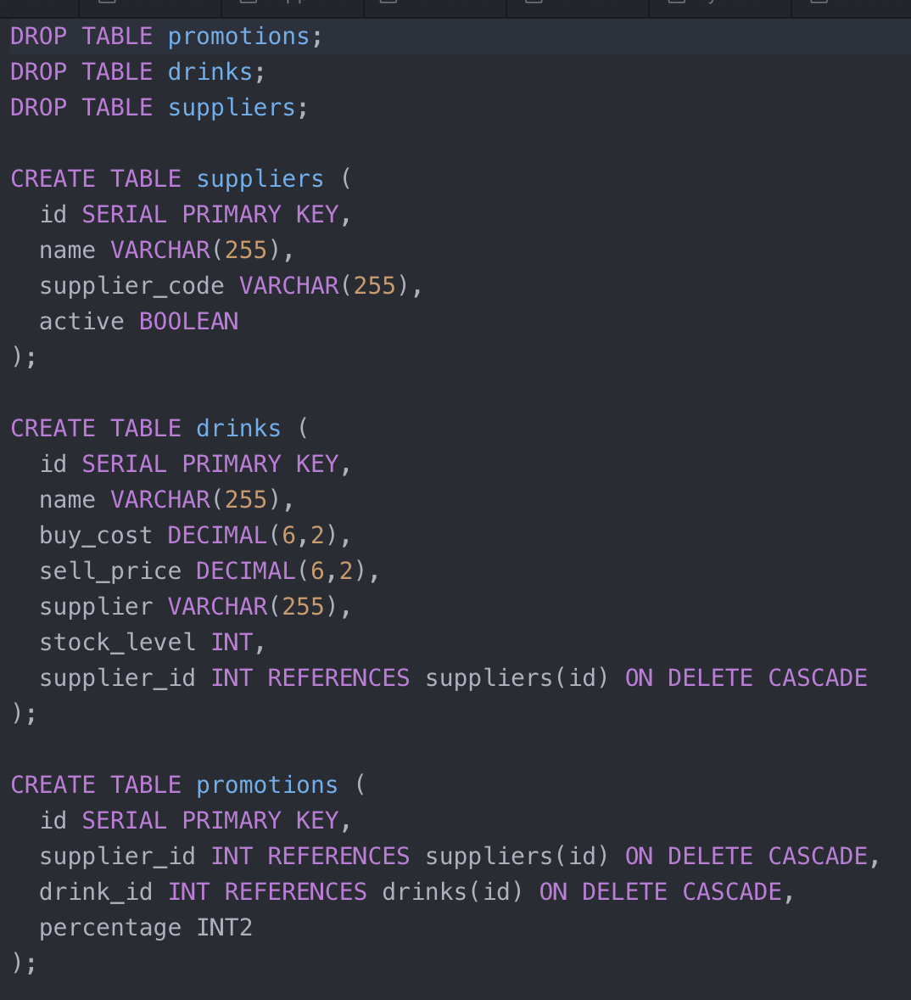 DROP TABLE promotions;
DROP TABLE drinks;
DROP TABLE suppliers;

CREATE TABLE suppliers (
  id SERIAL PRIMARY KEY,
  name VARCHAR(255),
  supplier_code VARCHAR(255),
  active BOOLEAN
);

CREATE TABLE drinks (
  id SERIAL PRIMARY KEY,
  name VARCHAR(255),
  buy_cost DECIMAL(6,2),
  sell_price DECIMAL(6,2),
  supplier VARCHAR(255),
  stock_level INT,
  supplier_id INT REFERENCES suppliers(id) ON DELETE CASCADE
);

CREATE TABLE promotions (
  id SERIAL PRIMARY KEY,
  supplier_id INT REFERENCES suppliers(id) ON DELETE CASCADE,
  drink_id INT REFERENCES drinks(id) ON DELETE CASCADE,
  percentage INT2
);